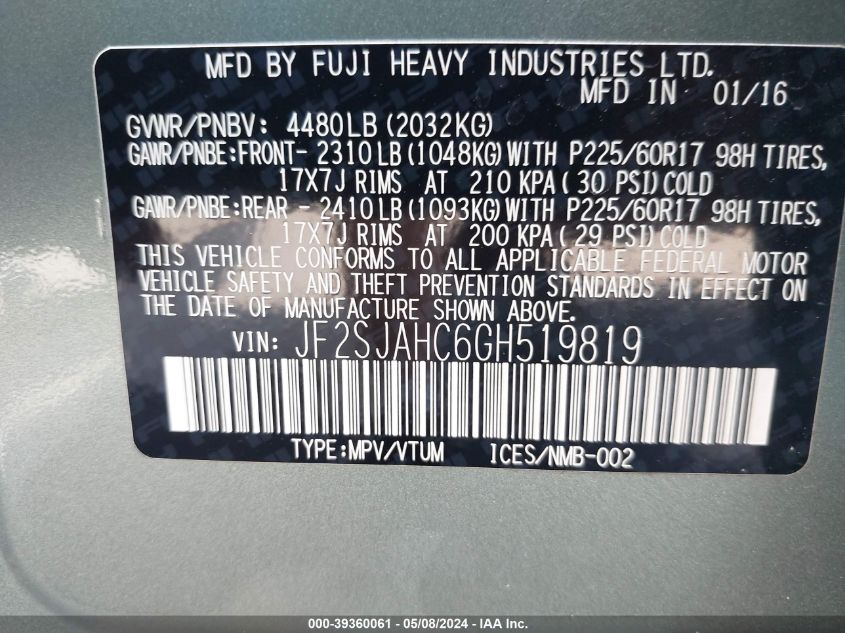 MFD BY FUJI HEAVY INDUSTRIES LTD.
MFD IN 01/16
GVWR/PNBV: 4480LB (2032KG)
GAWR/PNBE:FRONT- 2310LB (1048KG) WITH P225/60R17 98H TIRES,
17X7J RIMS AT 210 KPA ( 30 PSI) COLD
GAWR/PNBE:REAR - 2410LB (1093KG) WITH P225/60R17 98H TIRES,
17X7J RIMS AT 200 KPA ( 29 PSI) COLD
THIS VEHICLE CONFORMS TO ALL APPLICABLE FEDERAL MOTOR
VEHICLE SAFETY AND THEFT PREVENTION STANDARDS IN EFFECT ON
THE DATE OF MANUFACTURE SHOWN ABOVE.
VIN: JF2SJAHC6GH519819
TYPE:MPV/VTUM ICES/NMB-002
000-39360061 - 05/08/2024 - IAA Inc.